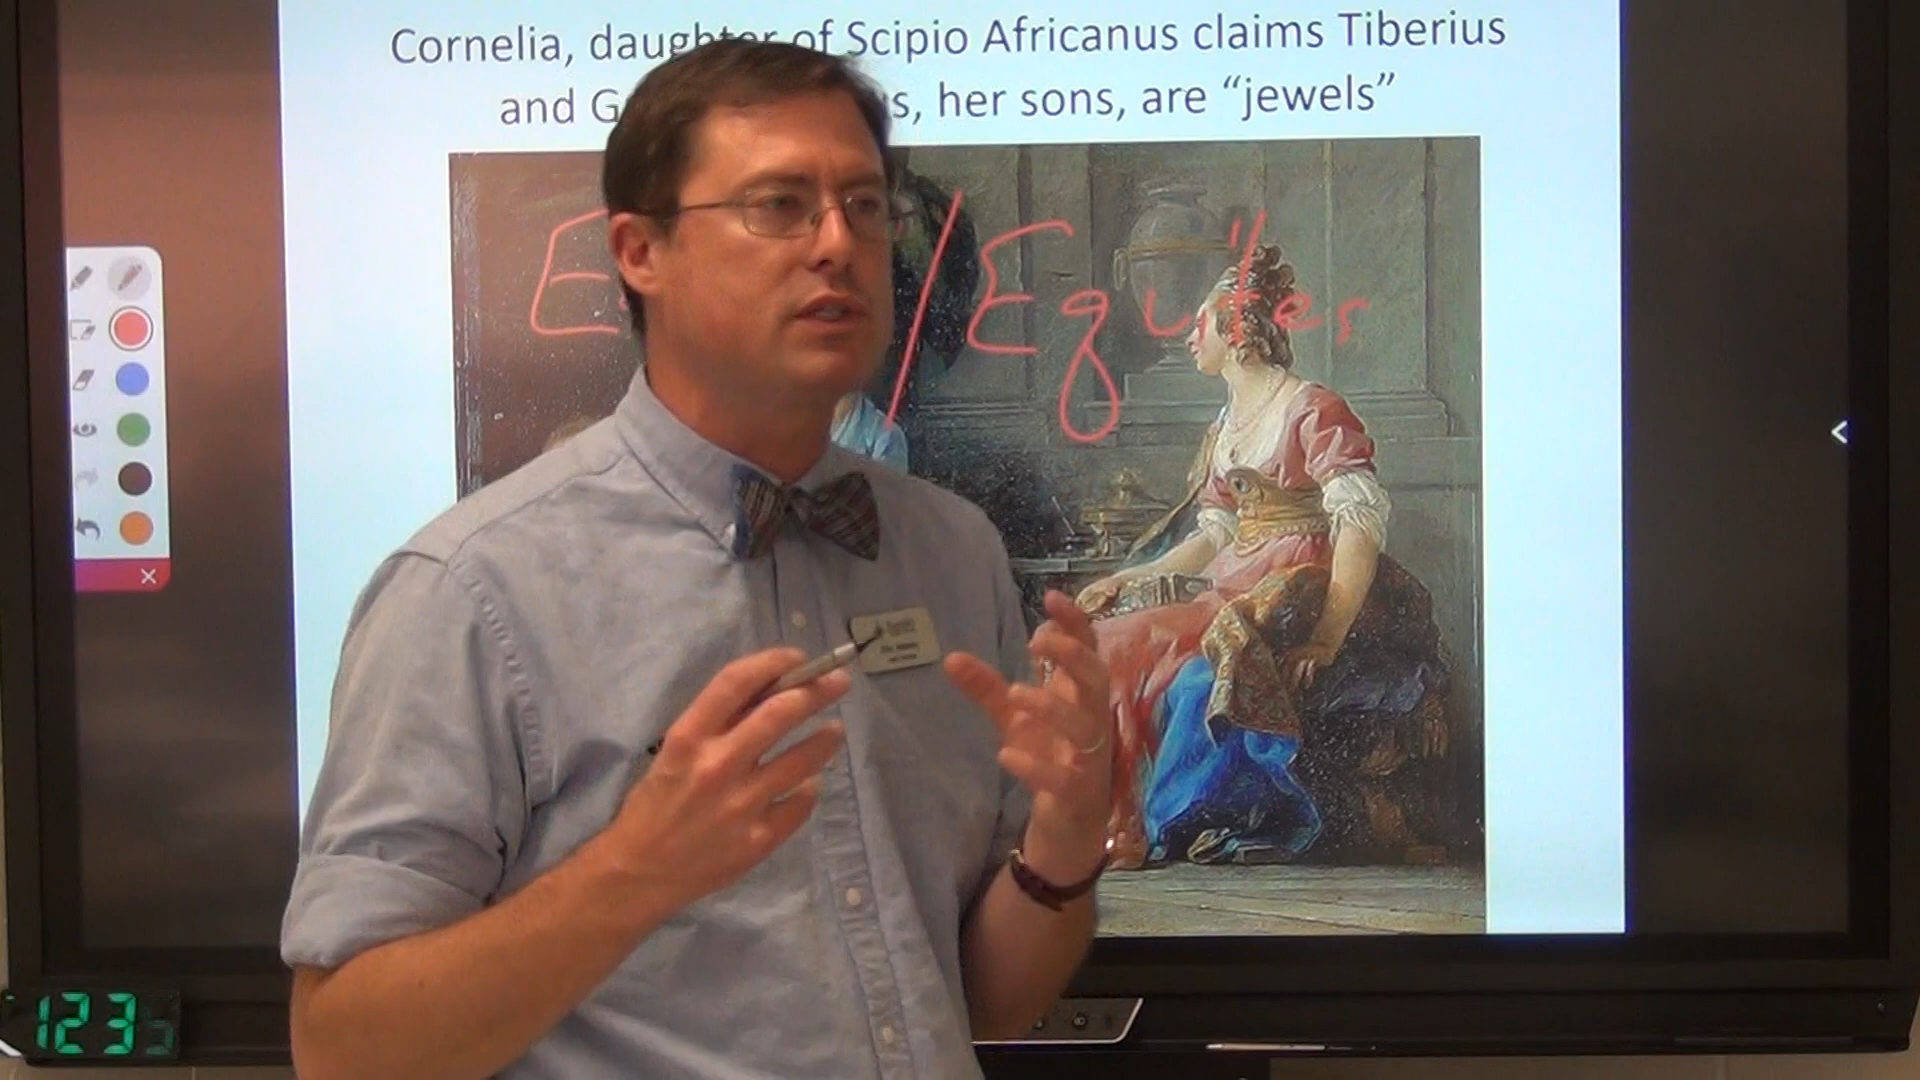 Cornelia, daughter of Scipio Africanus claims Tiberius
and G s, her sons, are “jewels”
E / Equites
123